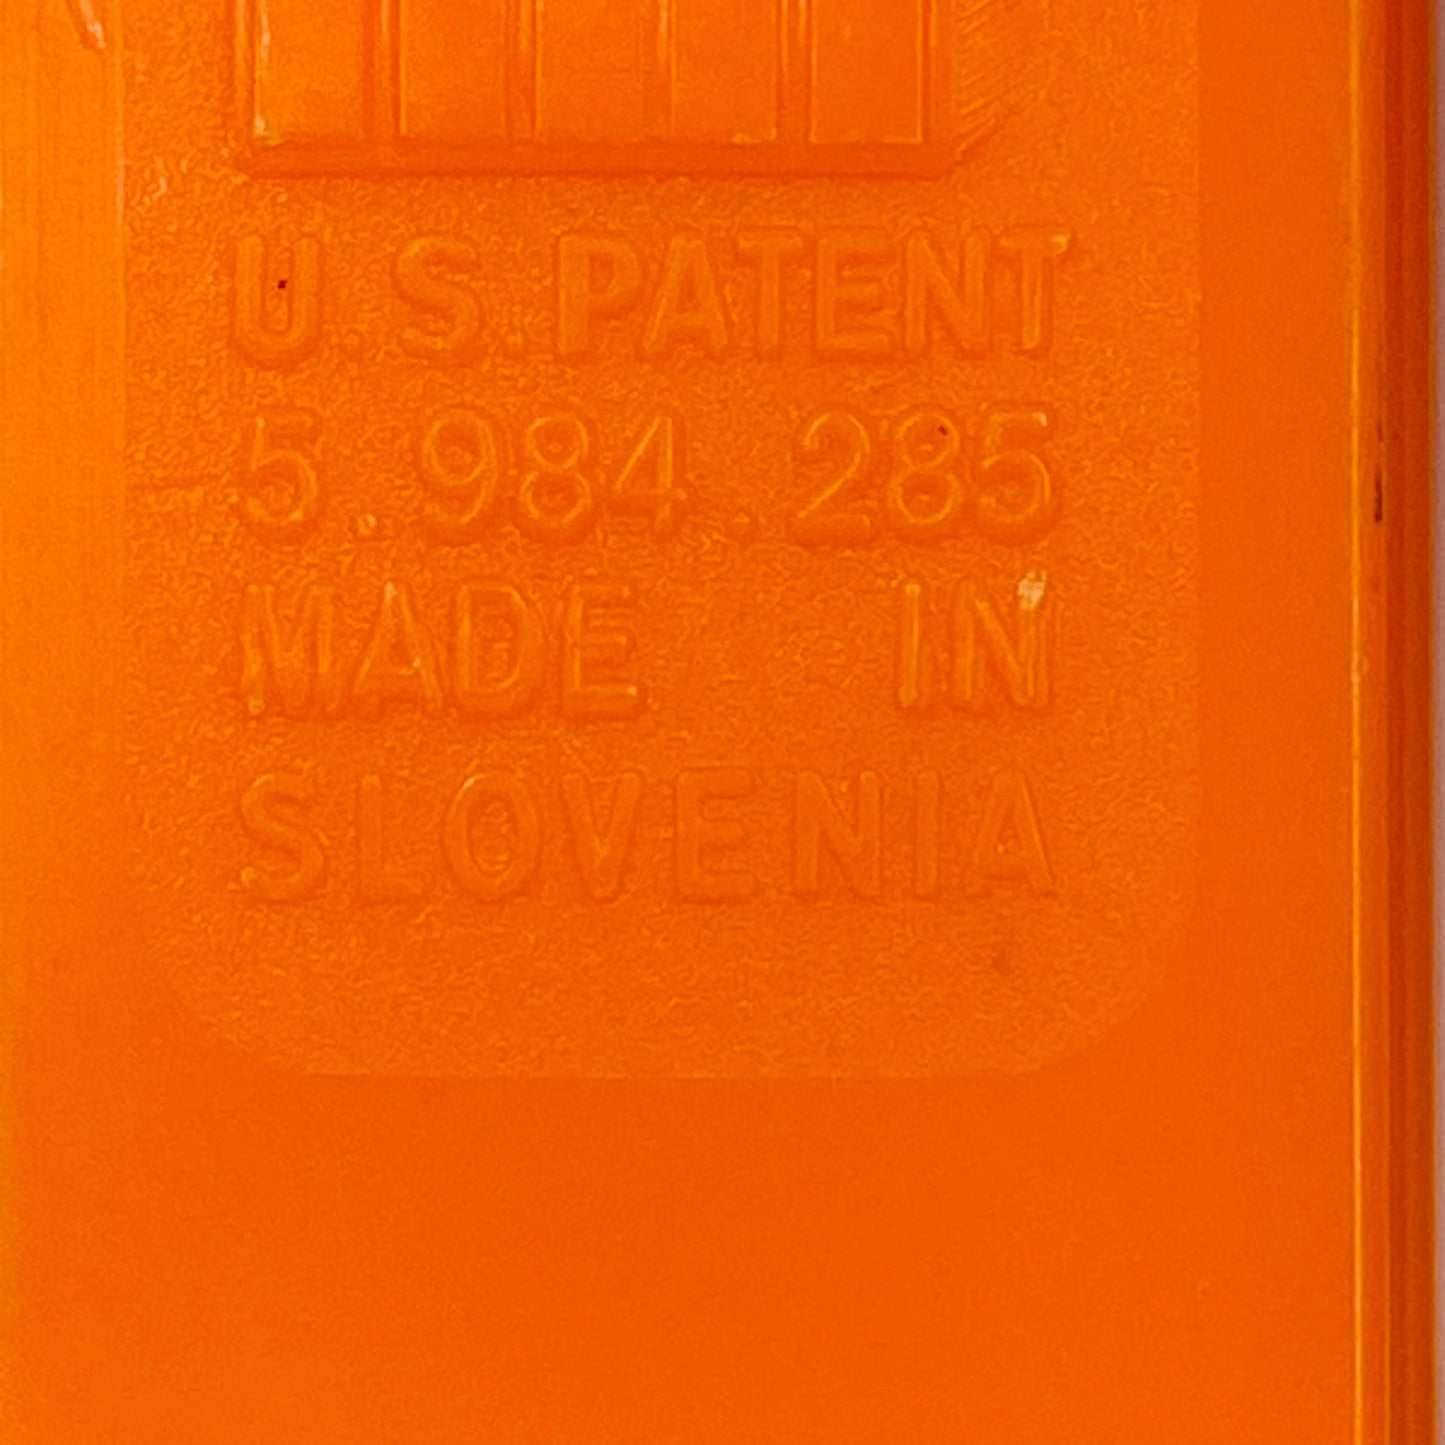 U.S.PATENT
5.984.285
MADE IN
SLOVENIA